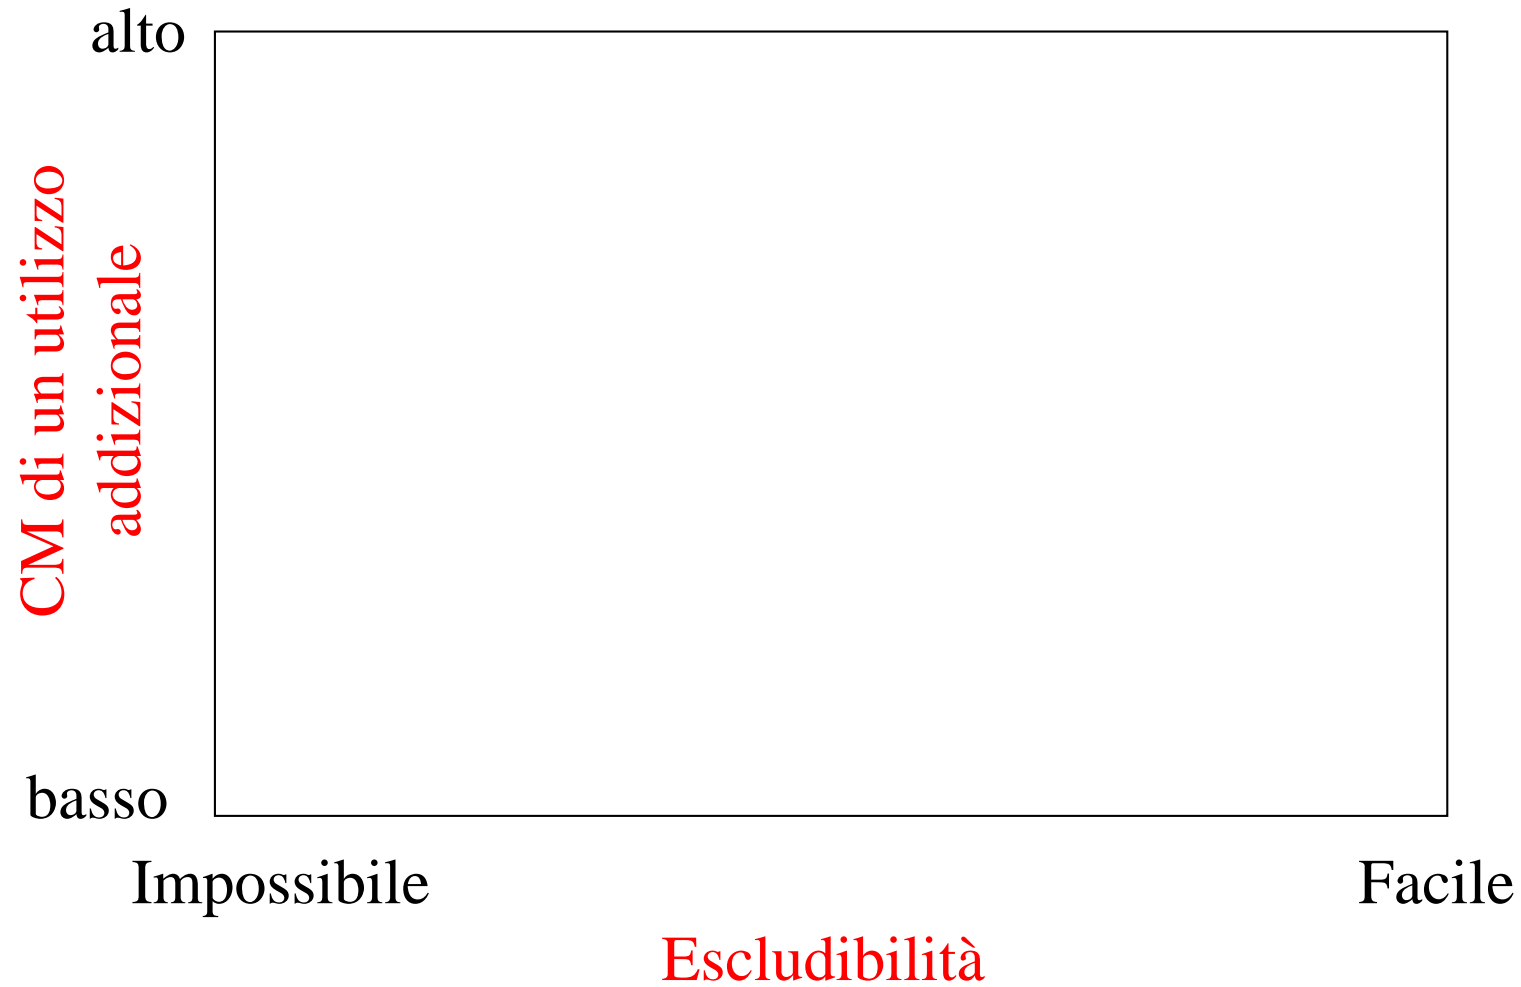 alto
CM di un utilizzo
addizionale
basso
Impossibile
Facile
Escludibilità